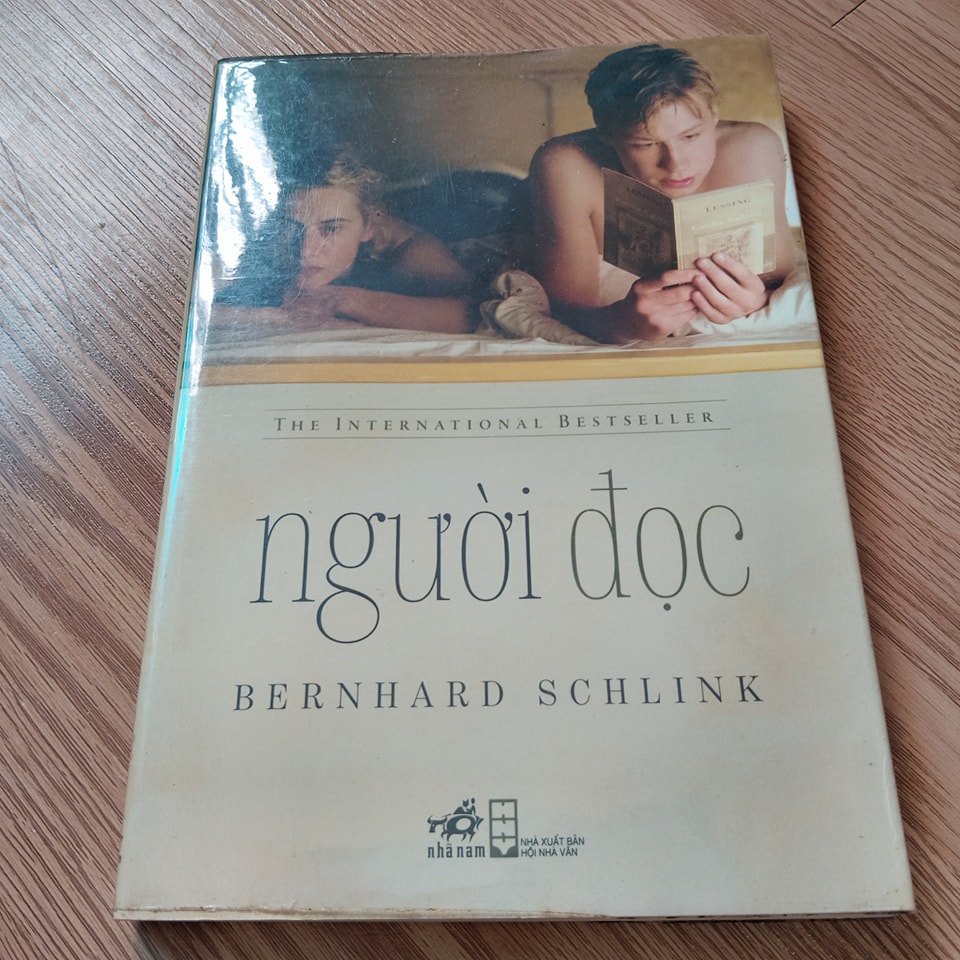 LESSING
THE INTERNATIONAL BESTSELLER
người đọc
BERNHARD SCHLINK
nhã nam
NHÀ XUẤT BẢN
HỘI NHÀ VĂN